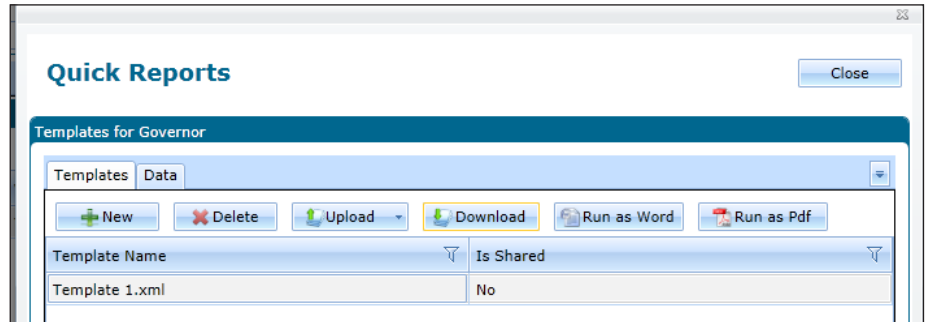 Quick Reports
Close
Templates for Governor
Templates Data
New Delete Upload Download Run as Word Run as Pdf
Template Name Is Shared
Template 1.xml No